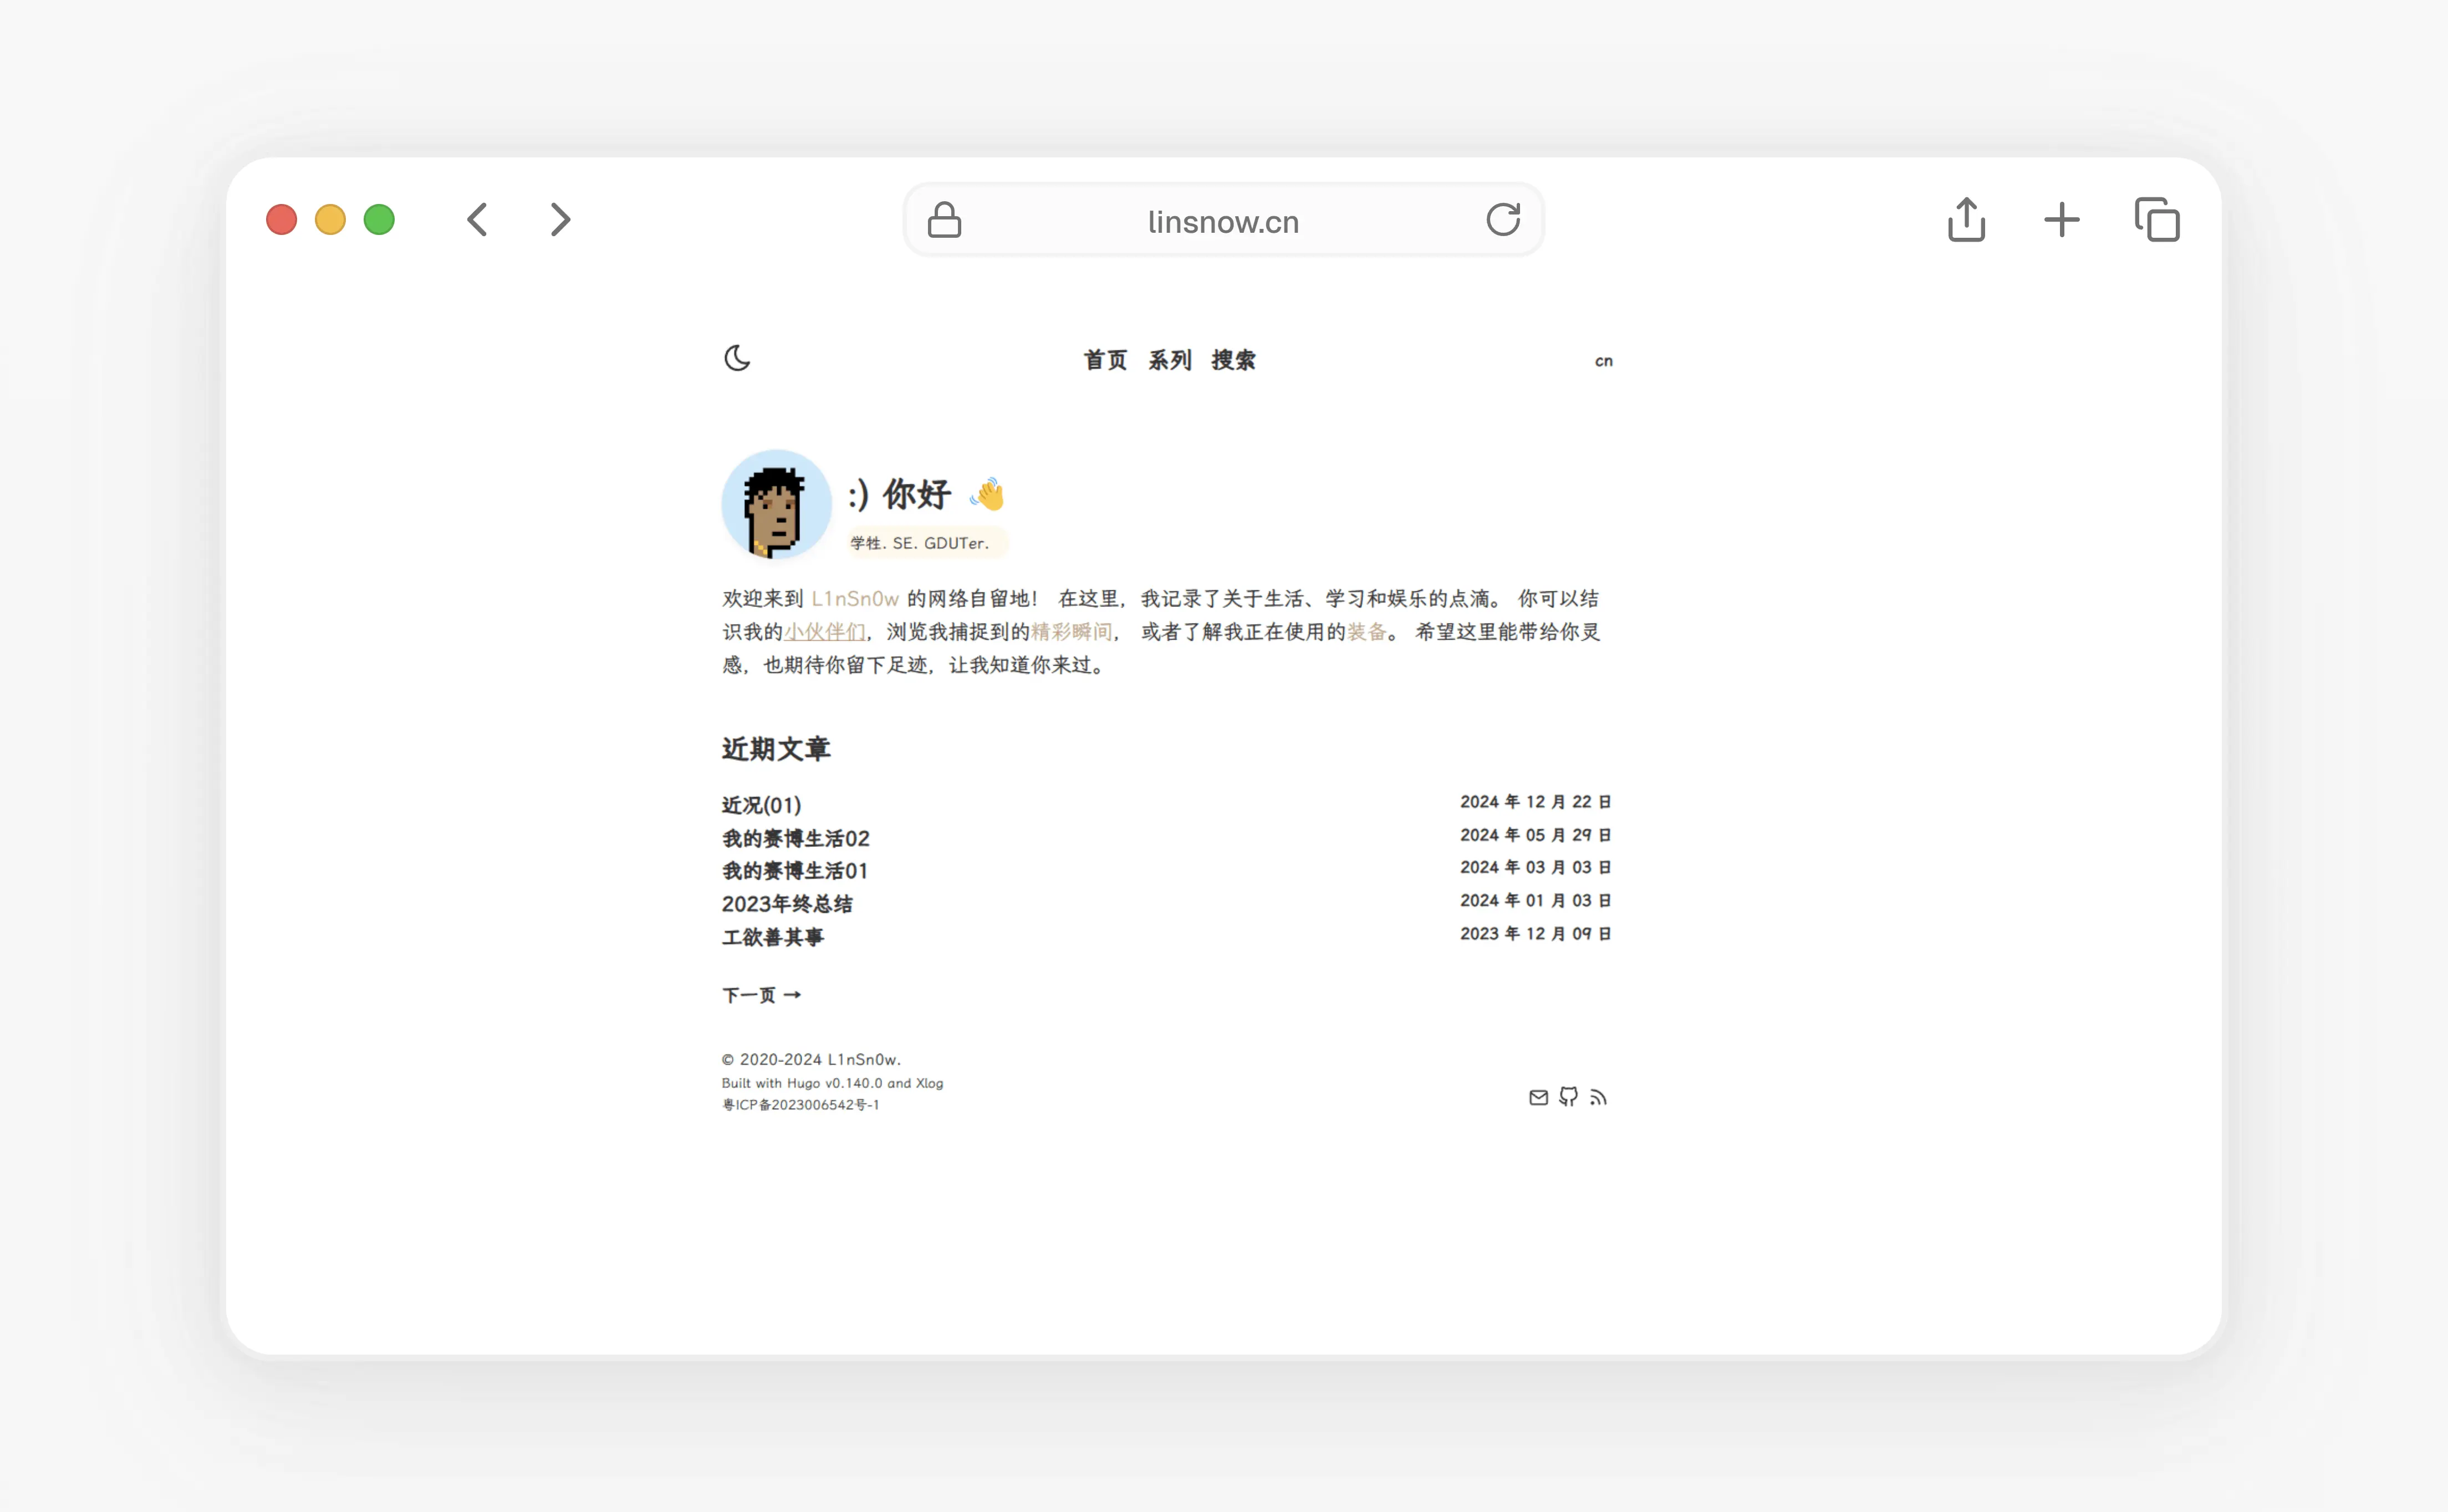 linsnow.cn
首页 系列 搜索
cn
:) 你好 👋
学牲. SE. GDUTer.
欢迎来到 L1nSn0w 的网络自留地! 在这里, 我记录了关于生活、学习和娱乐的点滴。 你可以结
识我的小伙伴们, 浏览我捕捉到的精彩瞬间, 或者了解我正在使用的装备。 希望这里能带给你灵
感, 也期待你留下足迹, 让我知道你来过。
近期文章
近况(01) 2024 年 12 月 22 日
我的赛博生活02 2024 年 05 月 29 日
我的赛博生活01 2024 年 03 月 03 日
2023年终总结 2024 年 01 月 03 日
工欲善其事 2023 年 12 月 09 日
下一页 →
© 2020-2024 L1nSn0w.
Built with Hugo v0.140.0 and Xlog
粤ICP备2023006542号-1